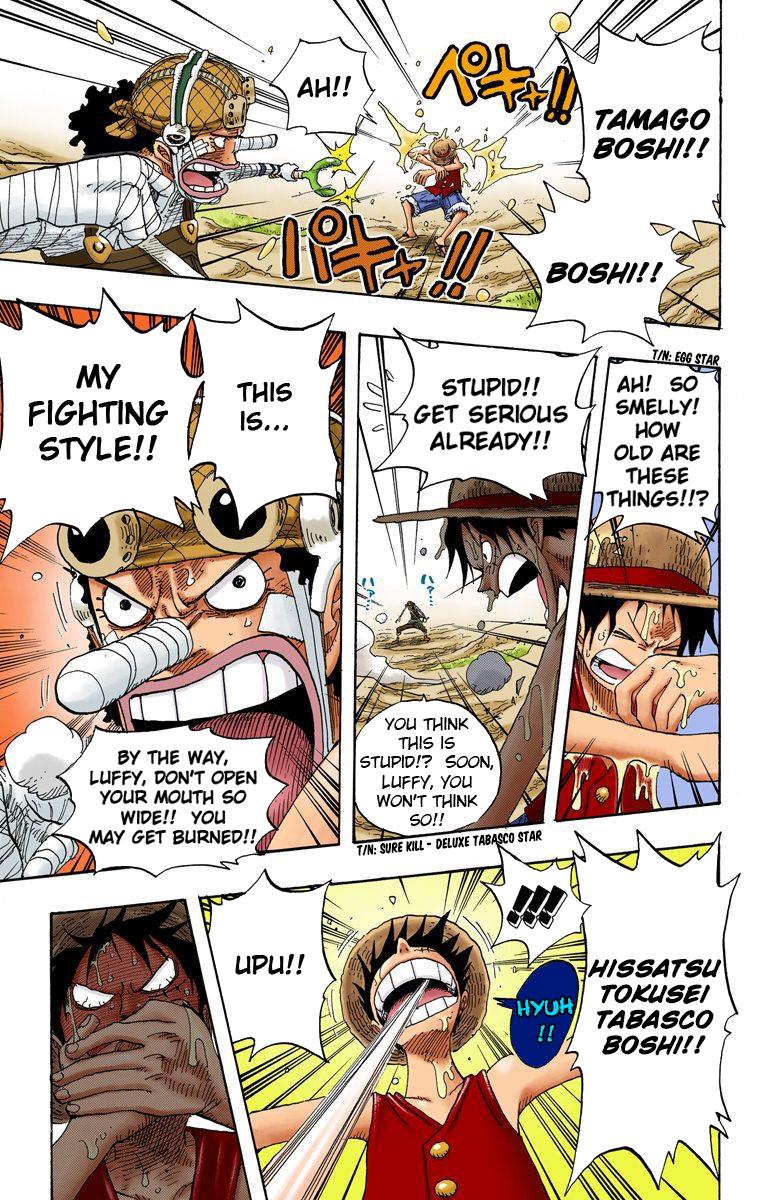 TAMAGO
BOSHI!!
BOSHI!!
ペキャ!!
AH!!
パキャ!!
T/N: EGG STAR
AH! SO
SMELLY!
HOW
OLD ARE
THESE
THINGS!!?
STUPID!!
GET SERIOUS
ALREADY!!
!?
!?
YOU THINK
THIS IS
STUPID!? SOON,
LUFFY, YOU
WON'T THINK
SO!!
THIS
IS...
MY
FIGHTING
STYLE!!
BY THE WAY,
LUFFY, DON'T OPEN
YOUR MOUTH SO
WIDE!! YOU
MAY GET BURNED!!
T/N: SURE KILL - DELUXE TABASCO STAR
HISSATSU
TOKUSEI
TABASCO
BOSHI!!
!!!!
HYUH
!!
UPU!!